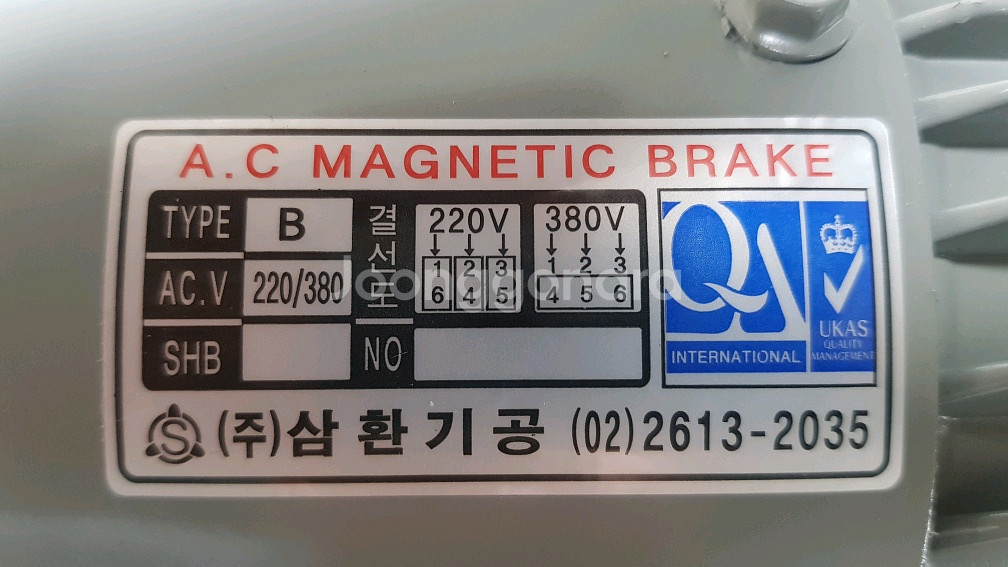 A.C MAGNETIC BRAKE
TYPE B
AC.V 220/380
SHB
결선도
220V 380V
1 2 3 1 2 3
6 4 5 4 5 6
NO
QA
INTERNATIONAL
UKAS
QUALITY
MANAGEMENT
S (주)삼환기공 (02)2613-2035
Joonggonara